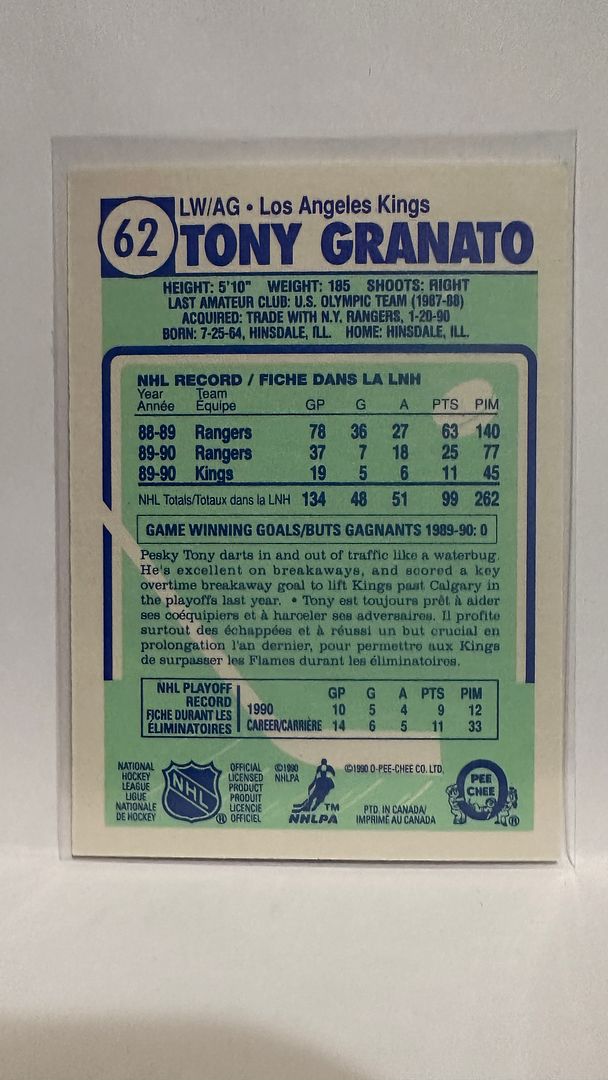 62
LW/AG • Los Angeles Kings
TONY GRANATO
HEIGHT: 5'10" WEIGHT: 185 SHOOTS: RIGHT
LAST AMATEUR CLUB: U.S. OLYMPIC TEAM (1987-88)
ACQUIRED: TRADE WITH N.Y. RANGERS, 1-20-90
BORN: 7-25-64, HINSDALE, ILL. HOME: HINSDALE, ILL.
NHL RECORD / FICHE DANS LA LNH
Year Team
Année Équipe GP G A PTS PIM
88-89 Rangers 78 36 27 63 140
89-90 Rangers 37 7 18 25 77
89-90 Kings 19 5 6 11 45
NHL Totals/Totaux dans la LNH 134 48 51 99 262
GAME WINNING GOALS/BUTS GAGNANTS 1989-90: 0
Pesky Tony darts in and out of traffic like a waterbug.
He's excellent on breakaways, and scored a key
overtime breakaway goal to lift Kings past Calgary in
the playoffs last year. • Tony est toujours prêt à aider
ses coéquipiers et à harceler ses adversaires. Il profite
surtout des échappées et à réussi un but crucial en
prolongation l'an dernier, pour permettre aux Kings
de surpasser les Flames durant les éliminatoires.
NHL PLAYOFF
RECORD
FICHE DURANT LES
ÉLIMINATOIRES
GP G A PTS PIM
1990 10 5 4 9 12
CAREER/CARRIÈRE 14 6 5 11 33
NATIONAL
HOCKEY
LEAGUE
LIGUE
NATIONALE
DE HOCKEY
NHL
®
OFFICIAL
LICENSED
PRODUCT
PRODUIT
LICENCIE
OFFICIEL
©1990
NHLPA
TM
NHLPA
©1990 O-PEE-CHEE CO. LTD.
PTD. IN CANADA/
IMPRIMÉ AU CANADA
O
PEE
CHEE
®